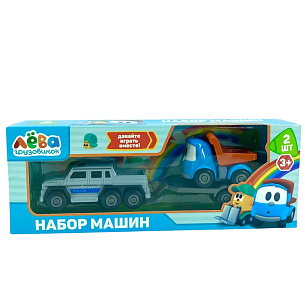 Лёва
грузовичок
давайте
играть
вместе!
2
ШТ
3+
НАБОР МАШИН